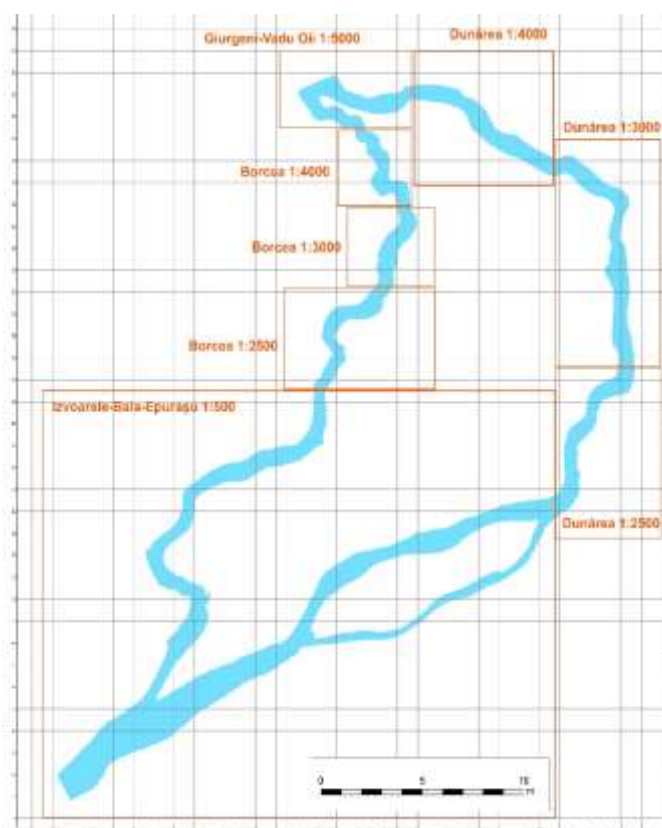 Giurgeni-Vadu Oii 1:5000
Dunărea 1:4000
Dunărea 1:3000
Borcea 1:4000
Borcea 1:3000
Borcea 1:2500
Izvoarele-Bala-Epurașu 1:500
Dunărea 1:2500
0 5 10